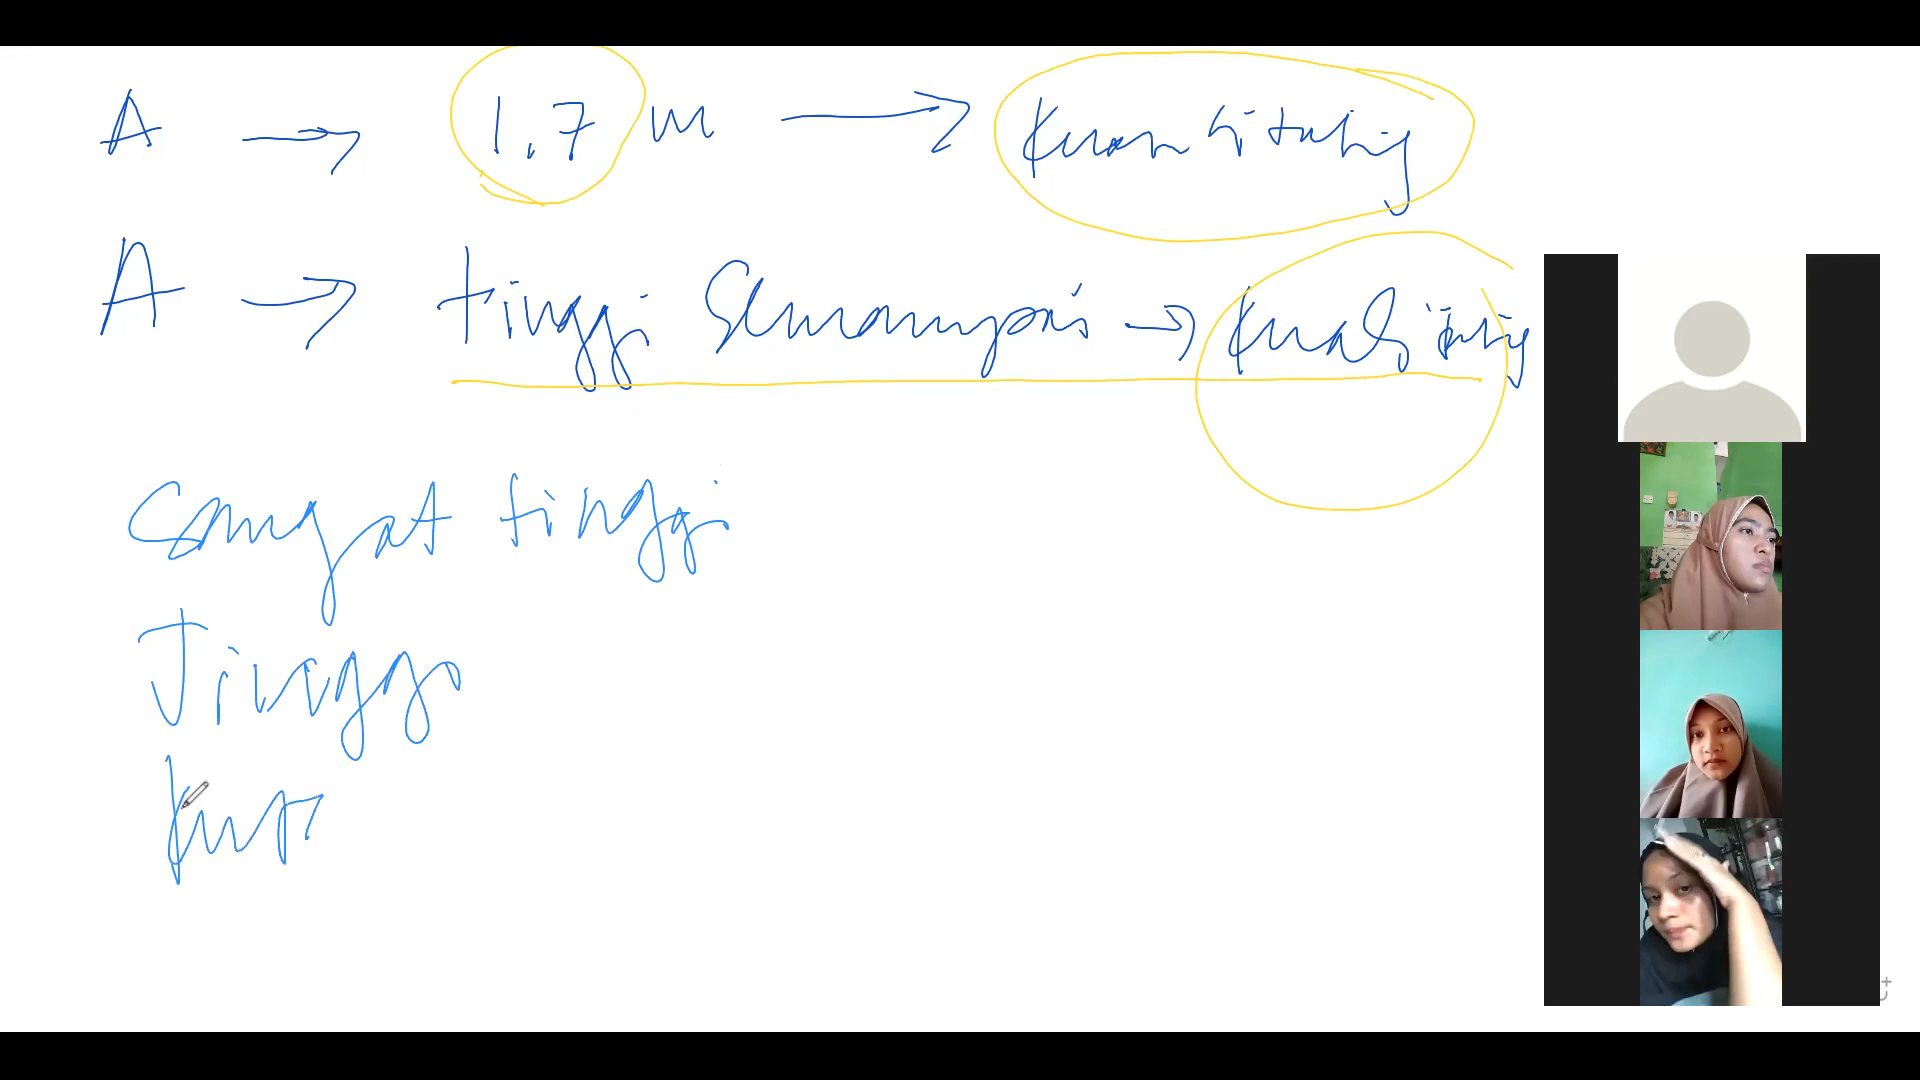 A → 1,7 m → Kuantitatif
A → tinggi Semampai → Kualitatif
Sangat tinggi
Tinggi